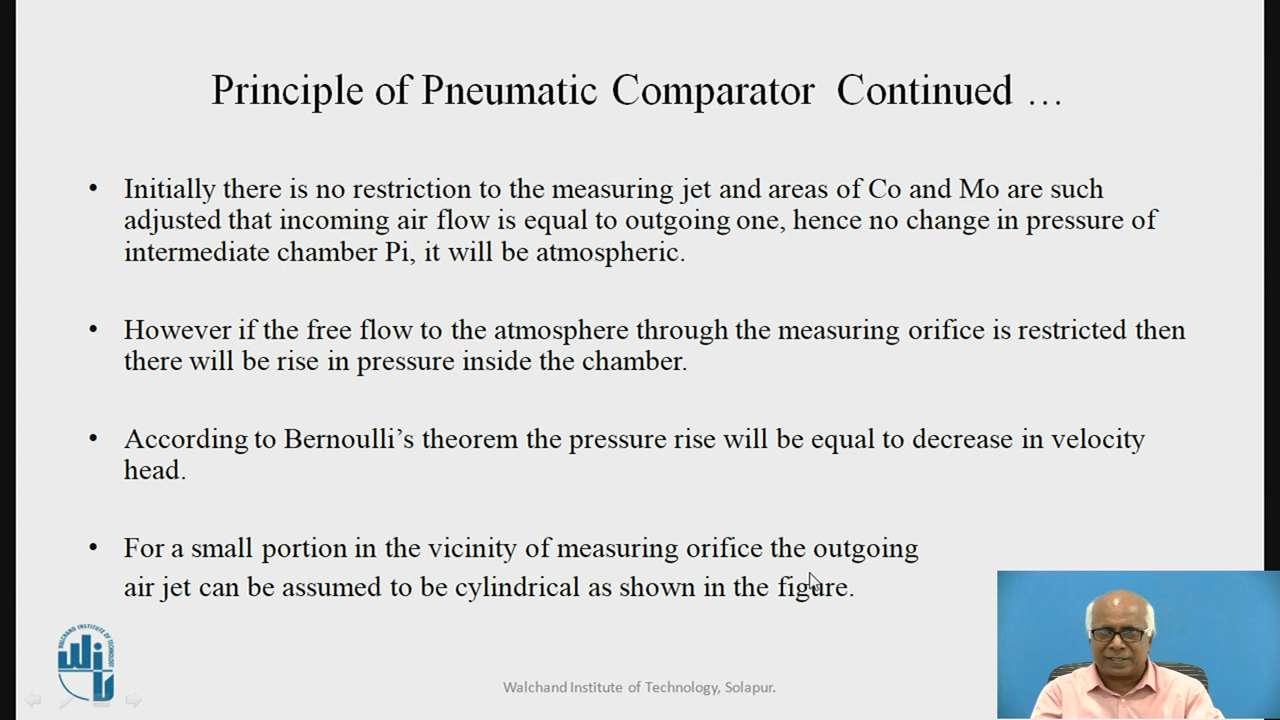 Principle of Pneumatic Comparator Continued …
• Initially there is no restriction to the measuring jet and areas of Co and Mo are such
adjusted that incoming air flow is equal to outgoing one, hence no change in pressure of
intermediate chamber Pi, it will be atmospheric.
• However if the free flow to the atmosphere through the measuring orifice is restricted then
there will be rise in pressure inside the chamber.
• According to Bernoulli’s theorem the pressure rise will be equal to decrease in velocity
head.
• For a small portion in the vicinity of measuring orifice the outgoing
air jet can be assumed to be cylindrical as shown in the figure.
WALCHAND INSTITUTE OF TECHNOLOGY
Walchand Institute of Technology, Solapur.